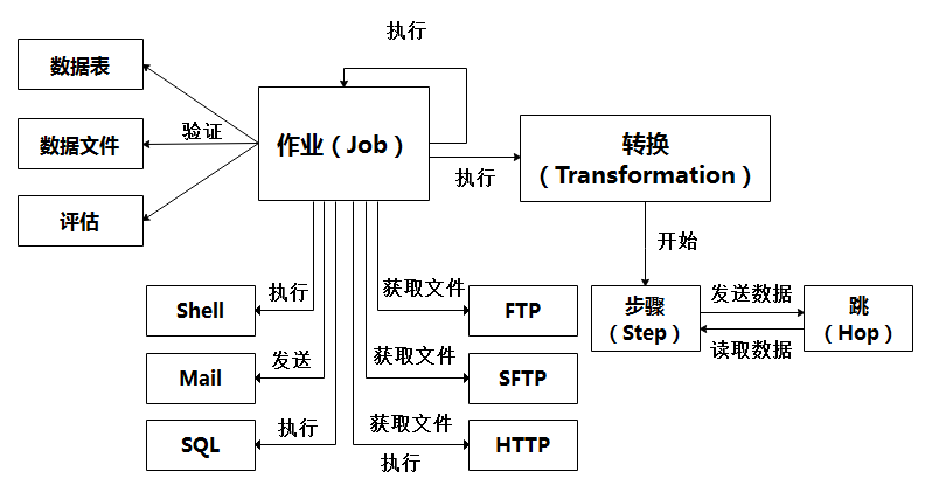 执行
数据表
数据文件
验证
评估
作业（Job）
执行
转换
（Transformation）
开始
Shell
执行
获取文件
FTP
步骤
（Step）
发送数据
读取数据
跳
（Hop）
Mail
发送
获取文件
SFTP
SQL
执行
获取文件
执行
HTTP